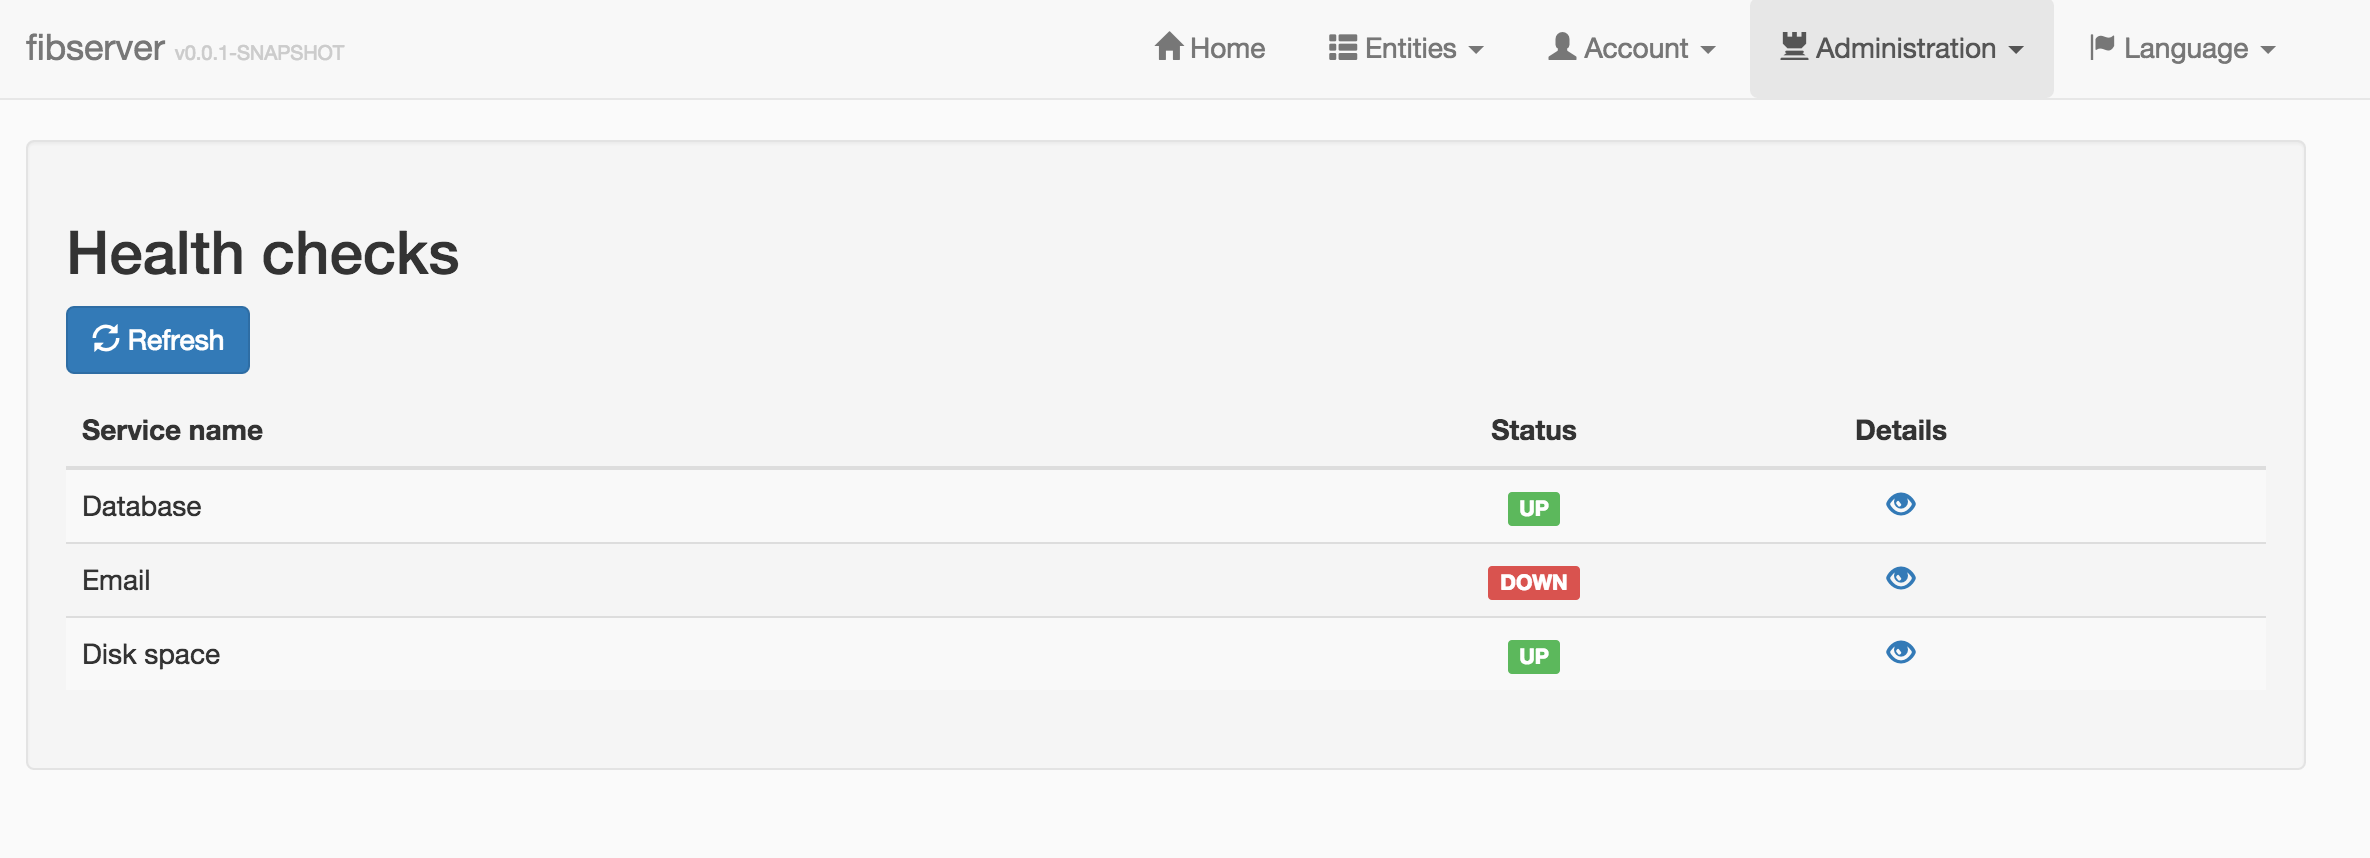 fibserver v0.0.1-SNAPSHOT Home Entities Account Administration Language
Health checks
Refresh
Service name Status Details
Database UP
Email DOWN
Disk space UP